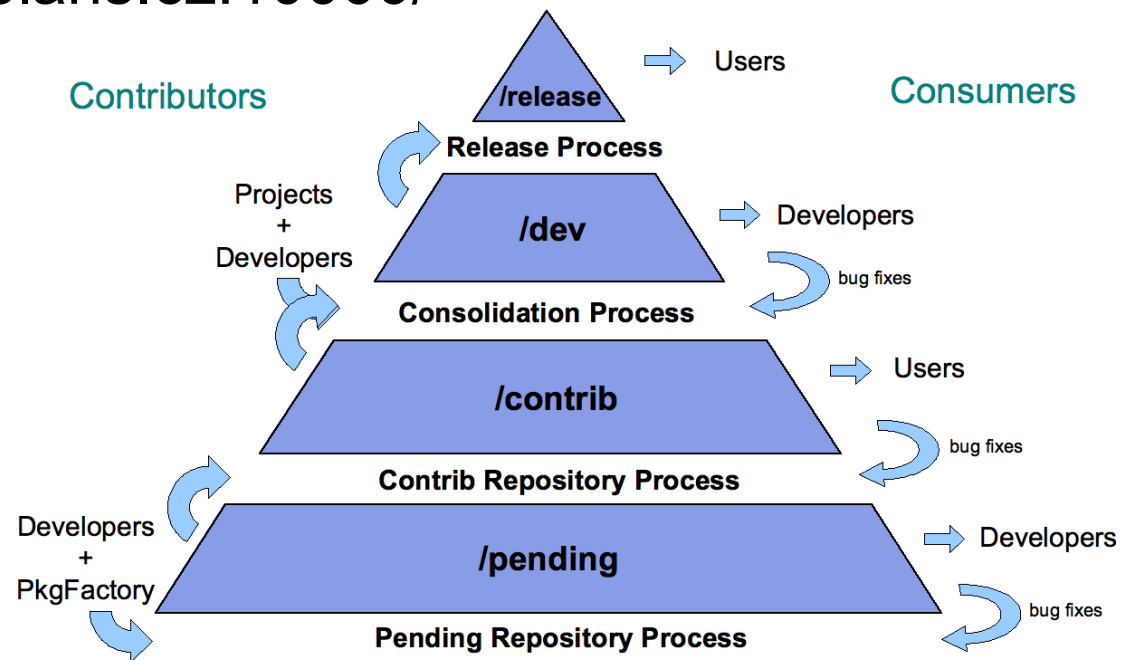 Users
Contributors
/release
Consumers
Release Process
Projects
+
Developers
/dev
Developers
bug fixes
Consolidation Process
/contrib
Users
bug fixes
Contrib Repository Process
Developers
+
PkgFactory
/pending
Developers
bug fixes
Pending Repository Process